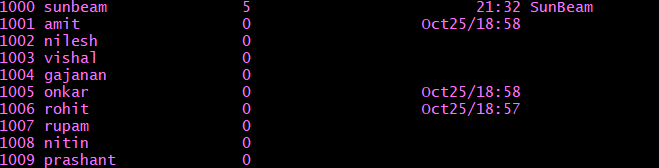 1000 sunbeam 5 21:32 SunBeam
1001 amit 0 Oct25/18:58
1002 nilesh 0
1003 vishal 0
1004 gajanan 0
1005 onkar 0 Oct25/18:58
1006 rohit 0 Oct25/18:57
1007 rupam 0
1008 nitin 0
1009 prashant 0